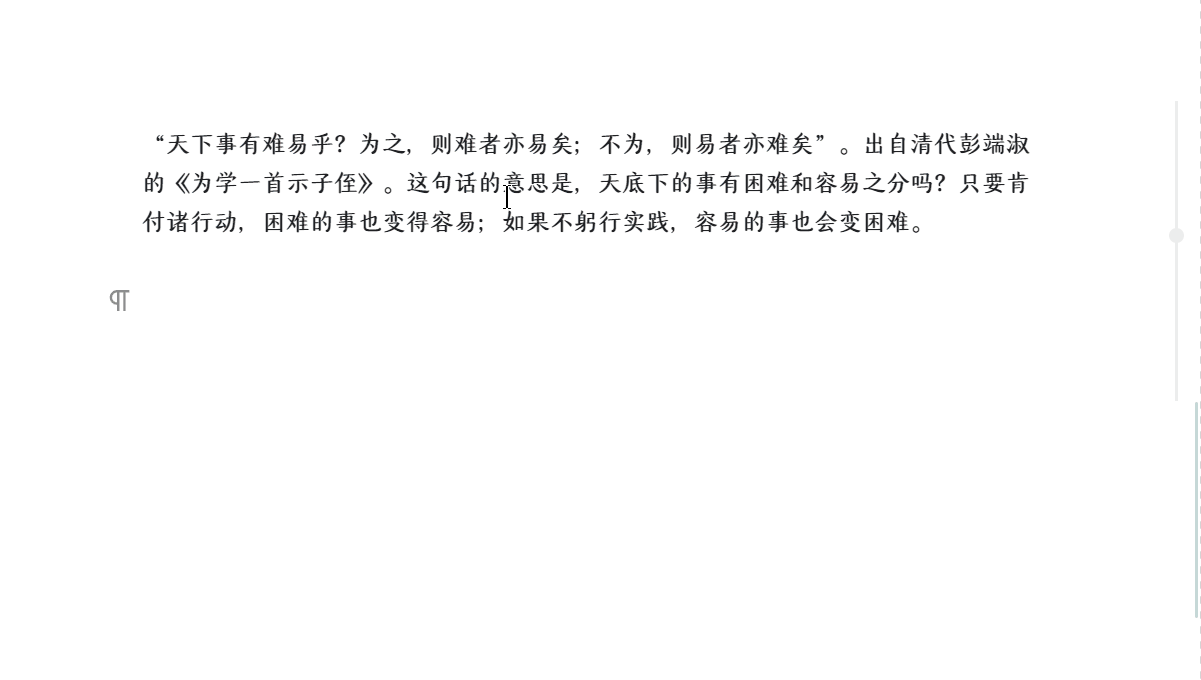 “天下事有难易乎？为之，则难者亦易矣；不为，则易者亦难矣”。出自清代彭端淑
的《为学一首示子侄》。这句话的意思是，天底下的事有困难和容易之分吗？只要肯
付诸行动，困难的事也变得容易；如果不躬行实践，容易的事也会变困难。
¶